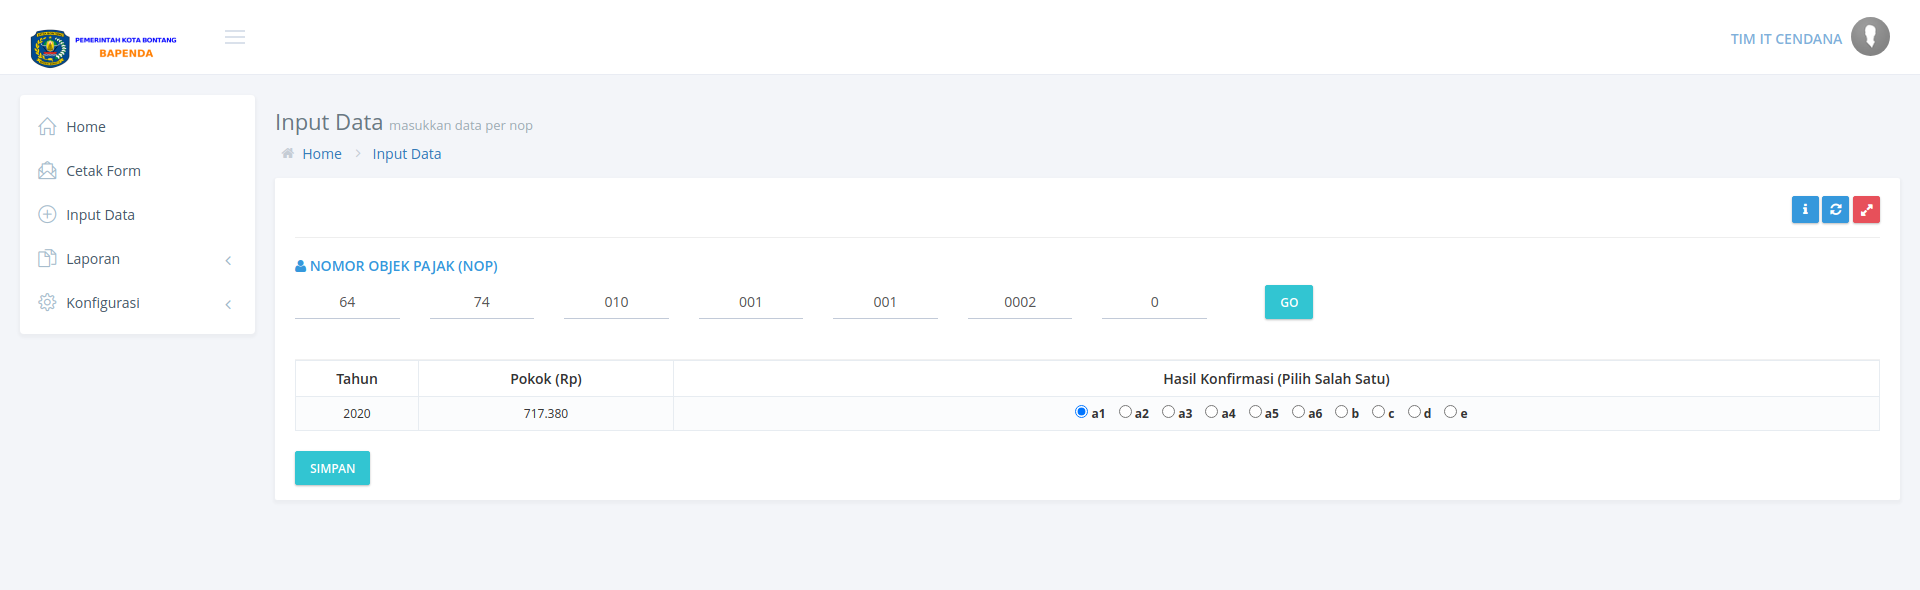 PEMERINTAH KOTA BONTANG
BAPENDA
TIM IT CENDANA
Home
Cetak Form
Input Data
Laporan
Konfigurasi
Input Data masukkan data per nop
Home > Input Data
NOMOR OBJEK PAJAK (NOP)
64 74 010 001 001 0002 0 GO
Tahun Pokok (Rp) Hasil Konfirmasi (Pilih Salah Satu)
2020 717.380 a1 a2 a3 a4 a5 a6 b c d e
SIMPAN